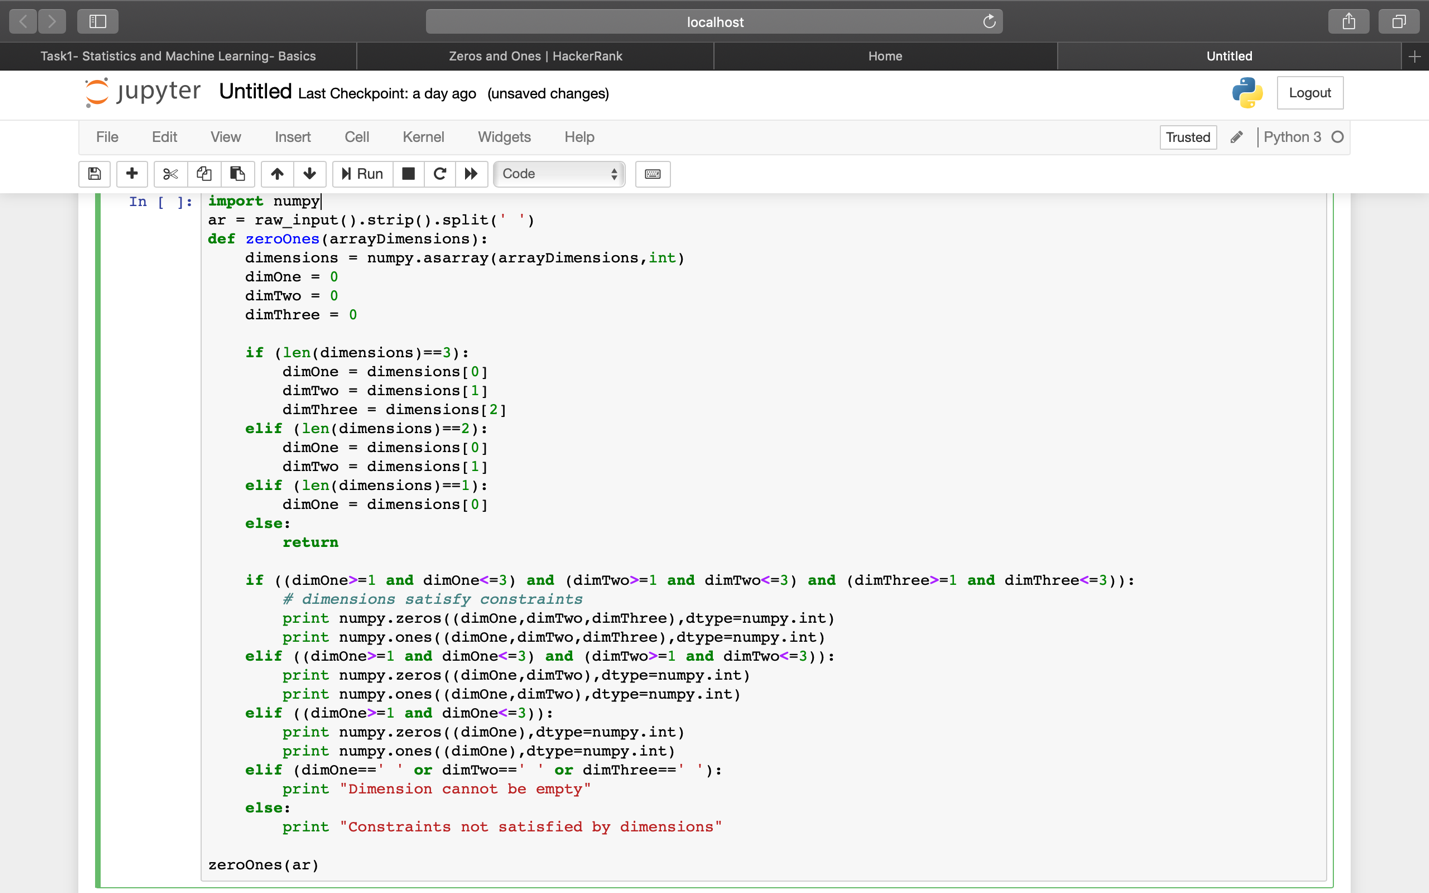 localhost
Task1- Statistics and Machine Learning- Basics
Zeros and Ones | HackerRank
Home
Untitled
jupyter Untitled Last Checkpoint: a day ago (unsaved changes)
Logout
File Edit View Insert Cell Kernel Widgets Help
Trusted
Python 3
Run
Code
In [ ]: import numpy
ar = raw_input().strip().split(' ')
def zeroOnes(arrayDimensions):
    dimensions = numpy.asarray(arrayDimensions,int)
    dimOne = 0
    dimTwo = 0
    dimThree = 0

    if (len(dimensions)==3):
        dimOne = dimensions[0]
        dimTwo = dimensions[1]
        dimThree = dimensions[2]
    elif (len(dimensions)==2):
        dimOne = dimensions[0]
        dimTwo = dimensions[1]
    elif (len(dimensions)==1):
        dimOne = dimensions[0]
    else:
        return

    if ((dimOne>=1 and dimOne<=3) and (dimTwo>=1 and dimTwo<=3) and (dimThree>=1 and dimThree<=3)):
        # dimensions satisfy constraints
        print numpy.zeros((dimOne,dimTwo,dimThree),dtype=numpy.int)
        print numpy.ones((dimOne,dimTwo,dimThree),dtype=numpy.int)
    elif ((dimOne>=1 and dimOne<=3) and (dimTwo>=1 and dimTwo<=3)):
        print numpy.zeros((dimOne,dimTwo),dtype=numpy.int)
        print numpy.ones((dimOne,dimTwo),dtype=numpy.int)
    elif ((dimOne>=1 and dimOne<=3)):
        print numpy.zeros((dimOne),dtype=numpy.int)
        print numpy.ones((dimOne),dtype=numpy.int)
    elif (dimOne==' ' or dimTwo==' ' or dimThree==' '):
        print "Dimension cannot be empty"
    else:
        print "Constraints not satisfied by dimensions"

zeroOnes(ar)